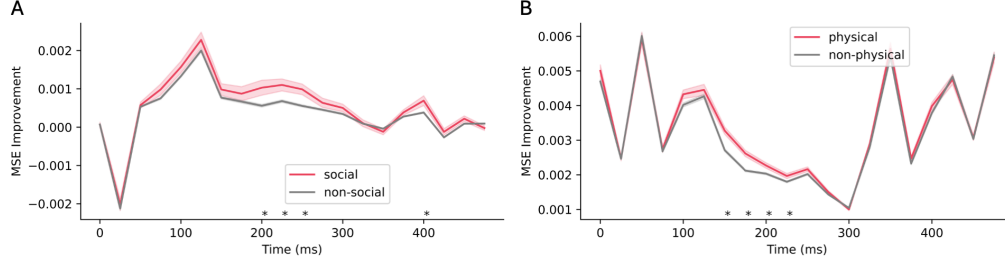 A
MSE Improvement
0.002
0.001
0.000
−0.001
−0.002
social
non-social
* * * *
0 100 200 300 400
Time (ms)
B
MSE Improvement
0.006
0.005
0.004
0.003
0.002
0.001
physical
non-physical
* * * *
0 100 200 300 400
Time (ms)